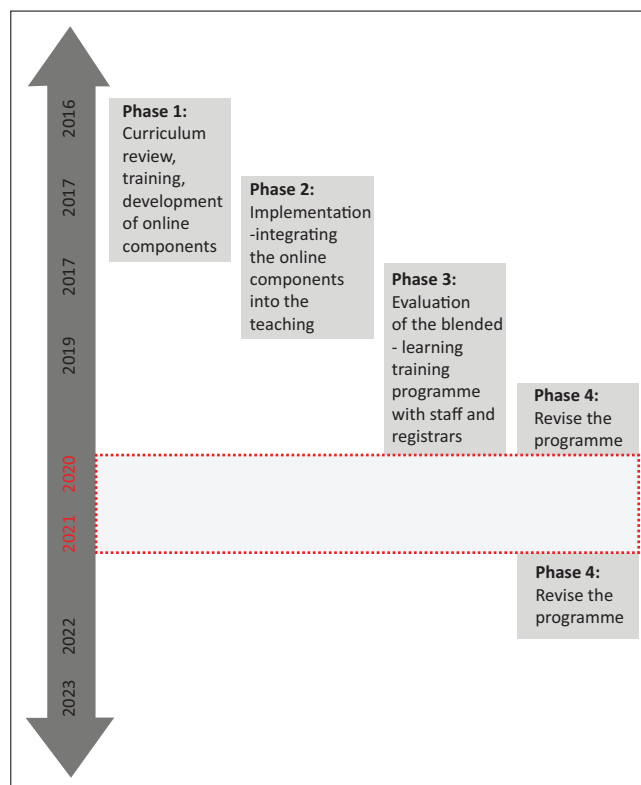 2016
2017
2017
2019
2020
2021
2022
2023
Phase 1:
Curriculum
review,
training,
development
of online
components
Phase 2:
Implementation
-integrating
the online
components
into the
teaching
Phase 3:
Evaluation
of the blended
- learning
training
programme
with staff and
registrars
Phase 4:
Revise the
programme
Phase 4:
Revise the
programme